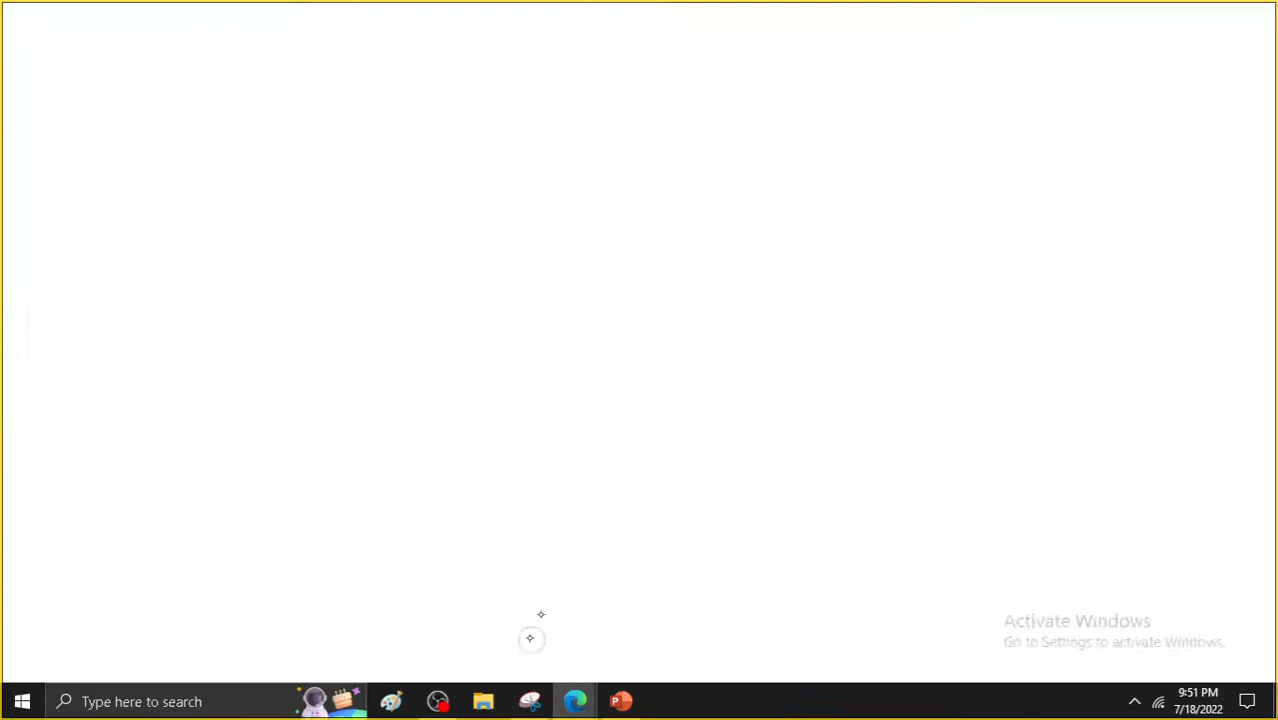 Activate Windows
Go to Settings to activate Windows.
Type here to search
P
9:51 PM
7/18/2022